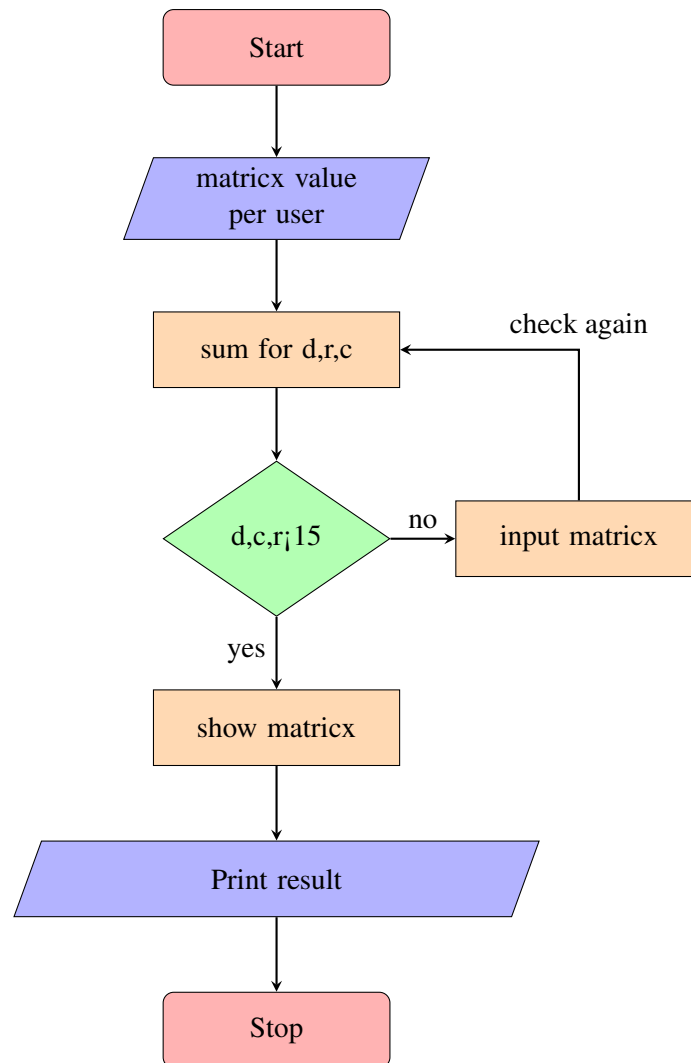 Start
matricx value
per user
sum for d,r,c
check again
d,c,r¡15
no
input matricx
yes
show matricx
Print result
Stop